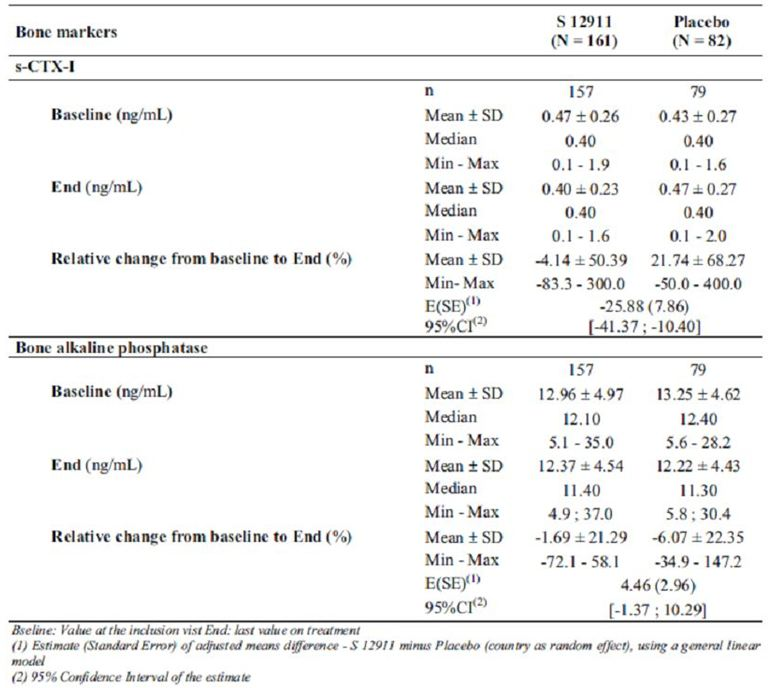 Bone markers S 12911 (N = 161) Placebo (N = 82)
s-CTX-I
n 157 79
Baseline (ng/mL) Mean ± SD 0.47 ± 0.26 0.43 ± 0.27
Median 0.40 0.40
Min - Max 0.1 - 1.9 0.1 - 1.6
End (ng/mL) Mean ± SD 0.40 ± 0.23 0.47 ± 0.27
Median 0.40 0.40
Min - Max 0.1 - 1.6 0.1 - 2.0
Relative change from baseline to End (%) Mean ± SD -4.14 ± 50.39 21.74 ± 68.27
Min- Max -83.3 - 300.0 -50.0 - 400.0
E(SE)(1) -25.88 (7.86)
95%CI(2) [-41.37 ; -10.40]
Bone alkaline phosphatase
n 157 79
Baseline (ng/mL) Mean ± SD 12.96 ± 4.97 13.25 ± 4.62
Median 12.10 12.40
Min - Max 5.1 - 35.0 5.6 - 28.2
End (ng/mL) Mean ± SD 12.37 ± 4.54 12.22 ± 4.43
Median 11.40 11.30
Min - Max 4.9 ; 37.0 5.8 ; 30.4
Relative change from baseline to End (%) Mean ± SD -1.69 ± 21.29 -6.07 ± 22.35
Min - Max -72.1 - 58.1 -34.9 - 147.2
E(SE)(1) 4.46 (2.96)
95%CI(2) [-1.37 ; 10.29]
Bseline: Value at the inclusion vist End: last value on treatment
(1) Estimate (Standard Error) of adjusted means difference - S 12911 minus Placebo (country as random effect), using a general linear
model
(2) 95% Confidence Interval of the estimate